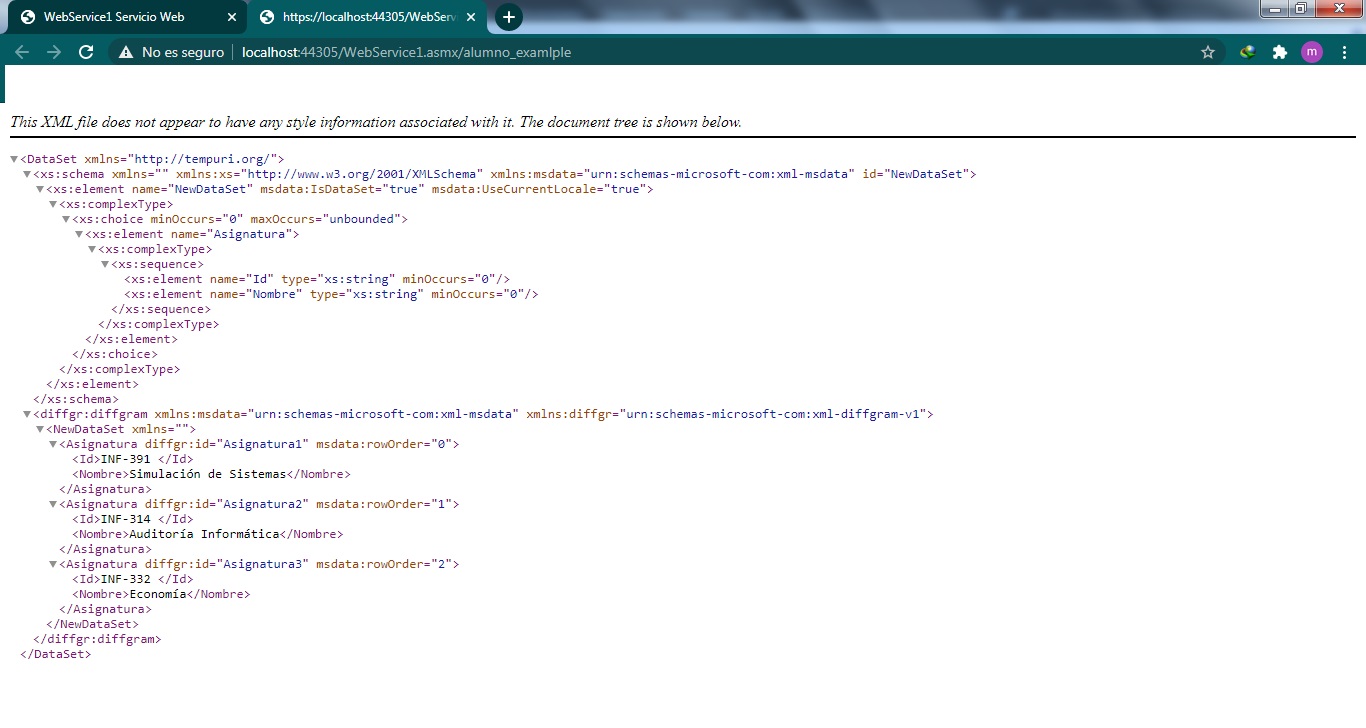 WebService1 Servicio Web
https://localhost:44305/WebServi
No es seguro
localhost:44305/WebService1.asmx/alumno_examlple
m
This XML file does not appear to have any style information associated with it. The document tree is shown below.
▼<DataSet xmlns="http://tempuri.org/">
▼<xs:schema xmlns="" xmlns:xs="http://www.w3.org/2001/XMLSchema" xmlns:msdata="urn:schemas-microsoft-com:xml-msdata" id="NewDataSet">
▼<xs:element name="NewDataSet" msdata:IsDataSet="true" msdata:UseCurrentLocale="true">
▼<xs:complexType>
▼<xs:choice minOccurs="0" maxOccurs="unbounded">
▼<xs:element name="Asignatura">
▼<xs:complexType>
▼<xs:sequence>
<xs:element name="Id" type="xs:string" minOccurs="0"/>
<xs:element name="Nombre" type="xs:string" minOccurs="0"/>
</xs:sequence>
</xs:complexType>
</xs:element>
</xs:choice>
</xs:complexType>
</xs:element>
</xs:schema>
▼<diffgr:diffgram xmlns:msdata="urn:schemas-microsoft-com:xml-msdata" xmlns:diffgr="urn:schemas-microsoft-com:xml-diffgram-v1">
▼<NewDataSet xmlns="">
▼<Asignatura diffgr:id="Asignatura1" msdata:rowOrder="0">
<Id>INF-391 </Id>
<Nombre>Simulación de Sistemas</Nombre>
</Asignatura>
▼<Asignatura diffgr:id="Asignatura2" msdata:rowOrder="1">
<Id>INF-314 </Id>
<Nombre>Auditoría Informática</Nombre>
</Asignatura>
▼<Asignatura diffgr:id="Asignatura3" msdata:rowOrder="2">
<Id>INF-332 </Id>
<Nombre>Economía</Nombre>
</Asignatura>
</NewDataSet>
</diffgr:diffgram>
</DataSet>